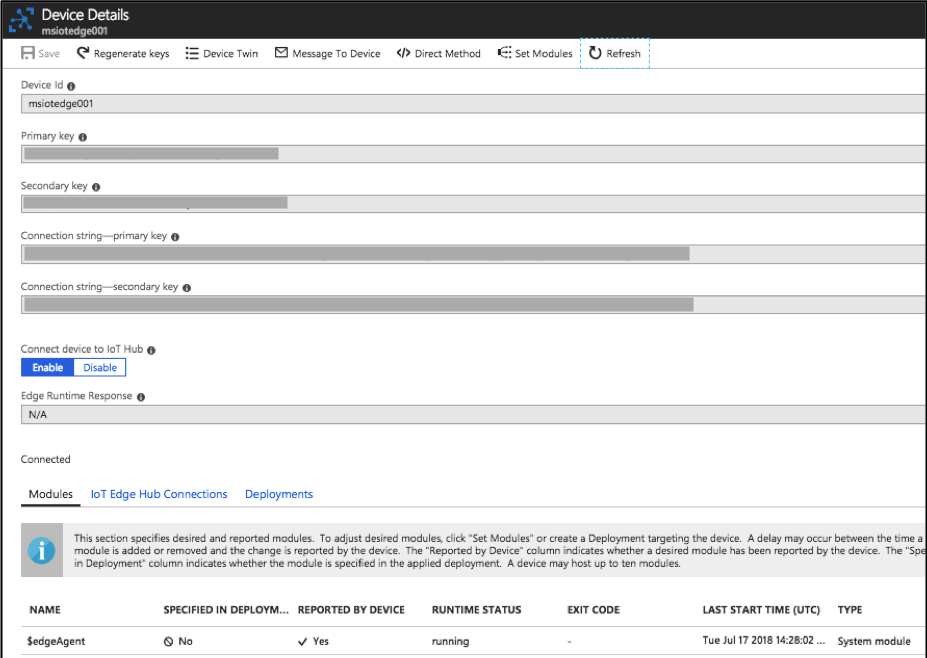 Device Details
msiotedge001
Save Regenerate keys Device Twin Message To Device </> Direct Method Set Modules Refresh
Device Id
msiotedge001
Primary key
Secondary key
Connection string—primary key
Connection string—secondary key
Connect device to IoT Hub
Enable Disable
Edge Runtime Response
N/A
Connected
Modules IoT Edge Hub Connections Deployments
This section specifies desired and reported modules. To adjust desired modules, click "Set Modules" or create a Deployment targeting the device. A delay may occur between the time a
module is added or removed and the change is reported by the device. The "Reported by Device" column indicates whether a desired module has been reported by the device. The "Spe
in Deployment" column indicates whether the module is specified in the applied deployment. A device may host up to ten modules.
NAME SPECIFIED IN DEPLOYM... REPORTED BY DEVICE RUNTIME STATUS EXIT CODE LAST START TIME (UTC) TYPE
$edgeAgent No Yes running - Tue Jul 17 2018 14:28:02 ... System module